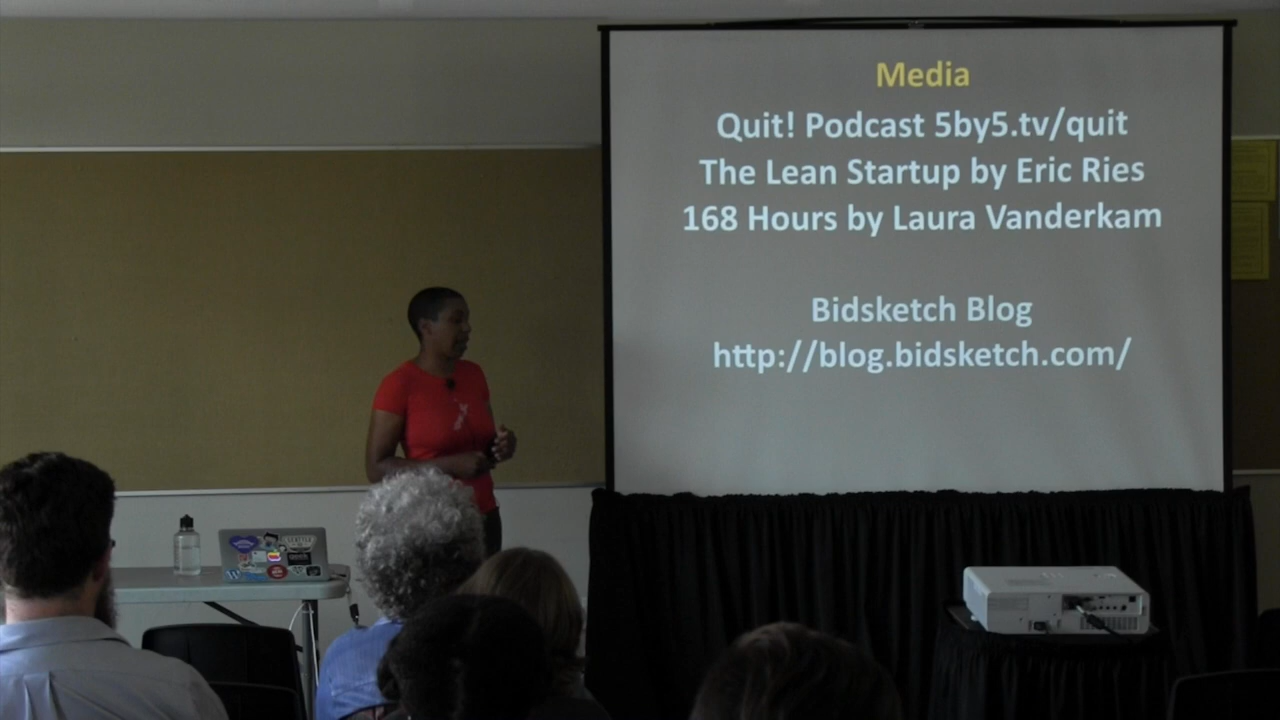 Media
Quit! Podcast 5by5.tv/quit
The Lean Startup by Eric Ries
168 Hours by Laura Vanderkam
Bidsketch Blog
http://blog.bidsketch.com/